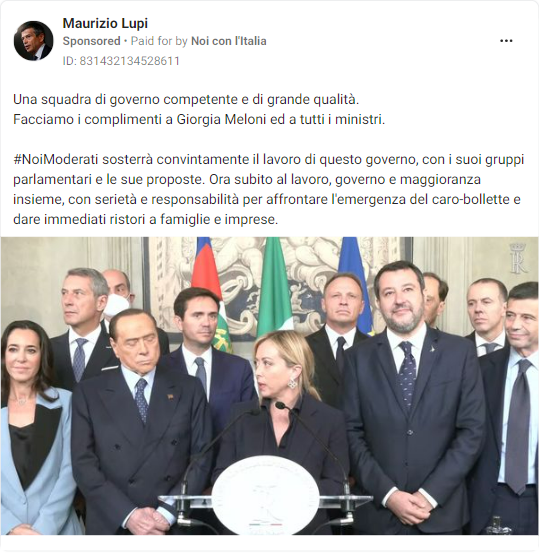 Maurizio Lupi
Sponsored • Paid for by Noi con l'Italia
ID: 831432134528611
Una squadra di governo competente e di grande qualità.
Facciamo i complimenti a Giorgia Meloni ed a tutti i ministri.
#NoiModerati sosterrà convintamente il lavoro di questo governo, con i suoi gruppi
parlamentari e le sue proposte. Ora subito al lavoro, governo e maggioranza
insieme, con serietà e responsabilità per affrontare l'emergenza del caro-bollette e
dare immediati ristori a famiglie e imprese.